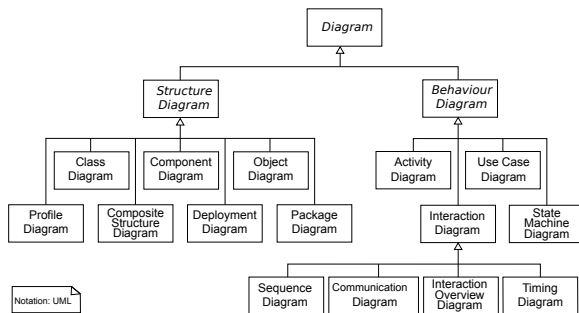 Diagram
Structure
Diagram
Behaviour
Diagram
Class
Diagram
Component
Diagram
Object
Diagram
Activity
Diagram
Use Case
Diagram
Profile
Diagram
Composite
Structure
Diagram
Deployment
Diagram
Package
Diagram
Interaction
Diagram
State
Machine
Diagram
Sequence
Diagram
Communication
Diagram
Interaction
Overview
Diagram
Timing
Diagram
Notation: UML